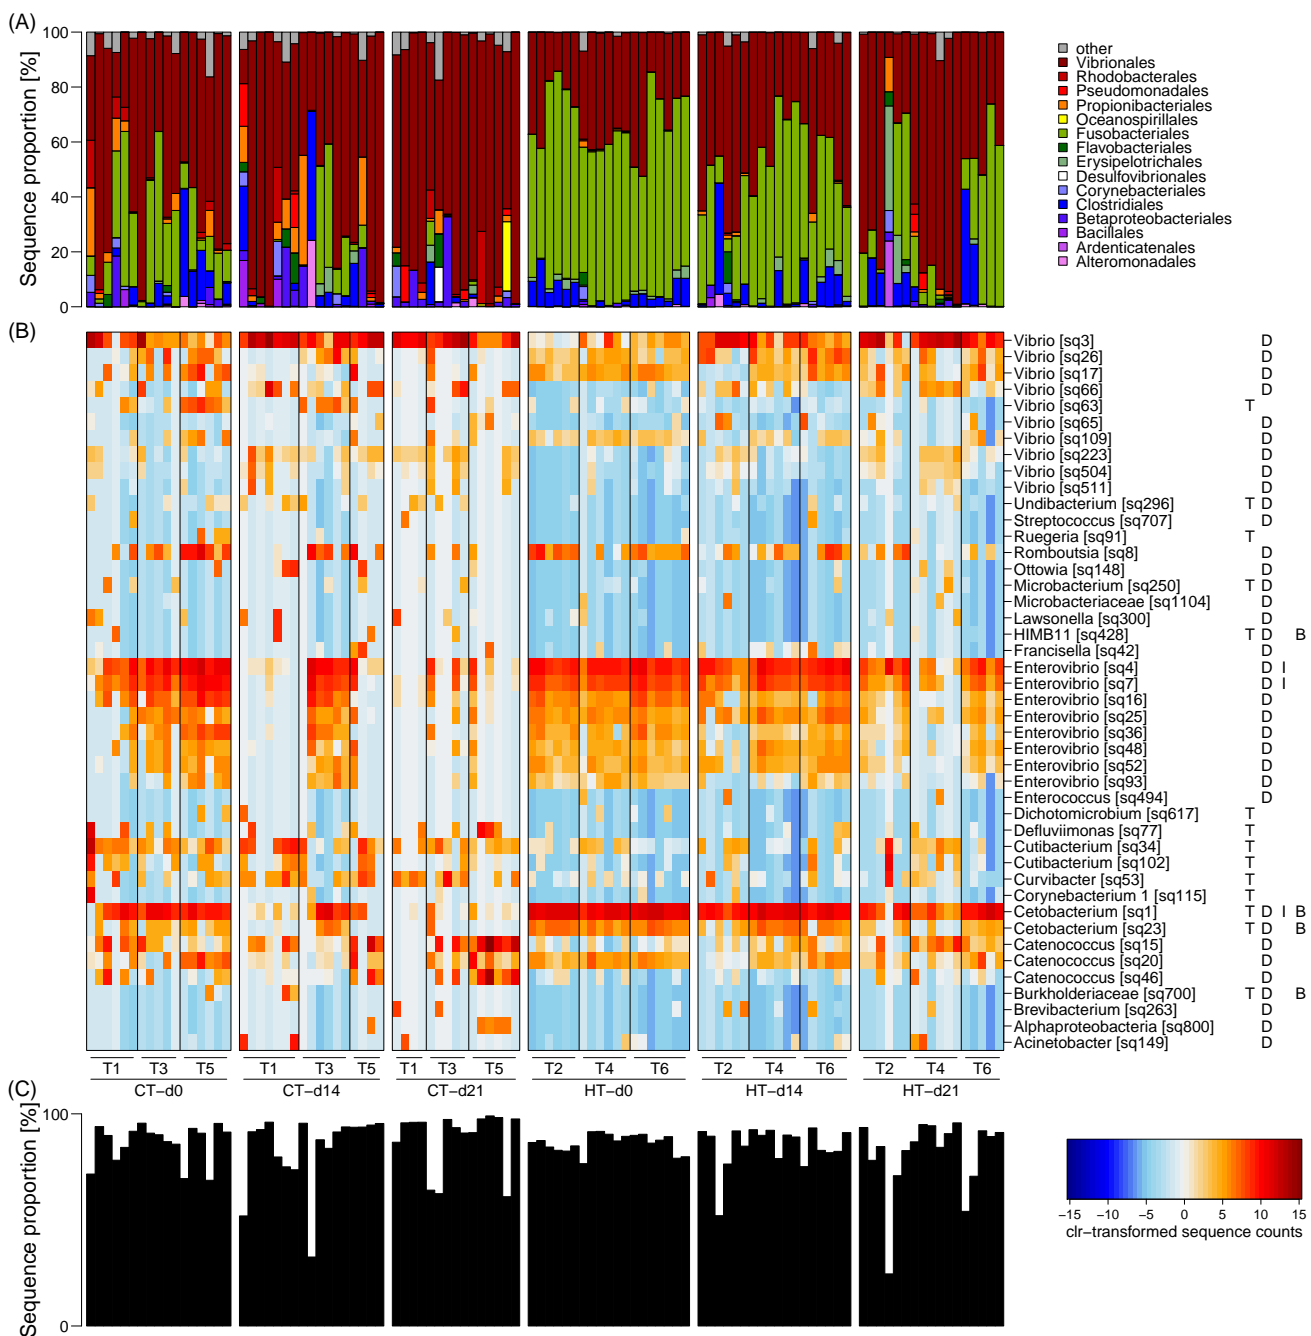 (A)
Sequence proportion [%]
100
80
60
40
20
0
other
Vibrionales
Rhodobacterales
Pseudomonadales
Propionibacteriales
Oceanospirillales
Fusobacteriales
Flavobacteriales
Erysipelotrichales
Desulfovibrionales
Corynebacteriales
Clostridiales
Betaproteobacteriales
Bacillales
Ardenticatenales
Alteromonadales
(B)
Vibrio [sq3] D
Vibrio [sq26] D
Vibrio [sq17] D
Vibrio [sq66] D
Vibrio [sq63] T
Vibrio [sq65] D
Vibrio [sq109] D
Vibrio [sq223] D
Vibrio [sq504] D
Vibrio [sq511] D
Undibacterium [sq296] T D
Streptococcus [sq707] D
Ruegeria [sq91] T
Romboutsia [sq8] D
Ottowia [sq148] D
Microbacterium [sq250] T D
Microbacteriaceae [sq1104] D
Lawsonella [sq300] D
HIMB11 [sq428] T D B
Francisella [sq42] D
Enterovibrio [sq4] D I
Enterovibrio [sq7] D I
Enterovibrio [sq16] D
Enterovibrio [sq25] D
Enterovibrio [sq36] D
Enterovibrio [sq48] D
Enterovibrio [sq52] D
Enterovibrio [sq93] D
Enterococcus [sq494] D
Dichotomicrobium [sq617] T
Defluviimonas [sq77] T
Cutibacterium [sq34] T
Cutibacterium [sq102] T
Curvibacter [sq53] T
Corynebacterium 1 [sq115] T
Cetobacterium [sq1] T D I B
Cetobacterium [sq23] T D B
Catenococcus [sq15] D
Catenococcus [sq20] D
Catenococcus [sq46] D
Burkholderiaceae [sq700] T D B
Brevibacterium [sq263] D
Alphaproteobacteria [sq800] D
Acinetobacter [sq149] D
T1 T3 T5 T1 T3 T5 T1 T3 T5 T2 T4 T6 T2 T4 T6 T2 T4 T6
CT−d0 CT−d14 CT−d21 HT−d0 HT−d14 HT−d21
(C)
Sequence proportion [%]
100
0
−15 −10 −5 0 5 10 15
clr−transformed sequence counts